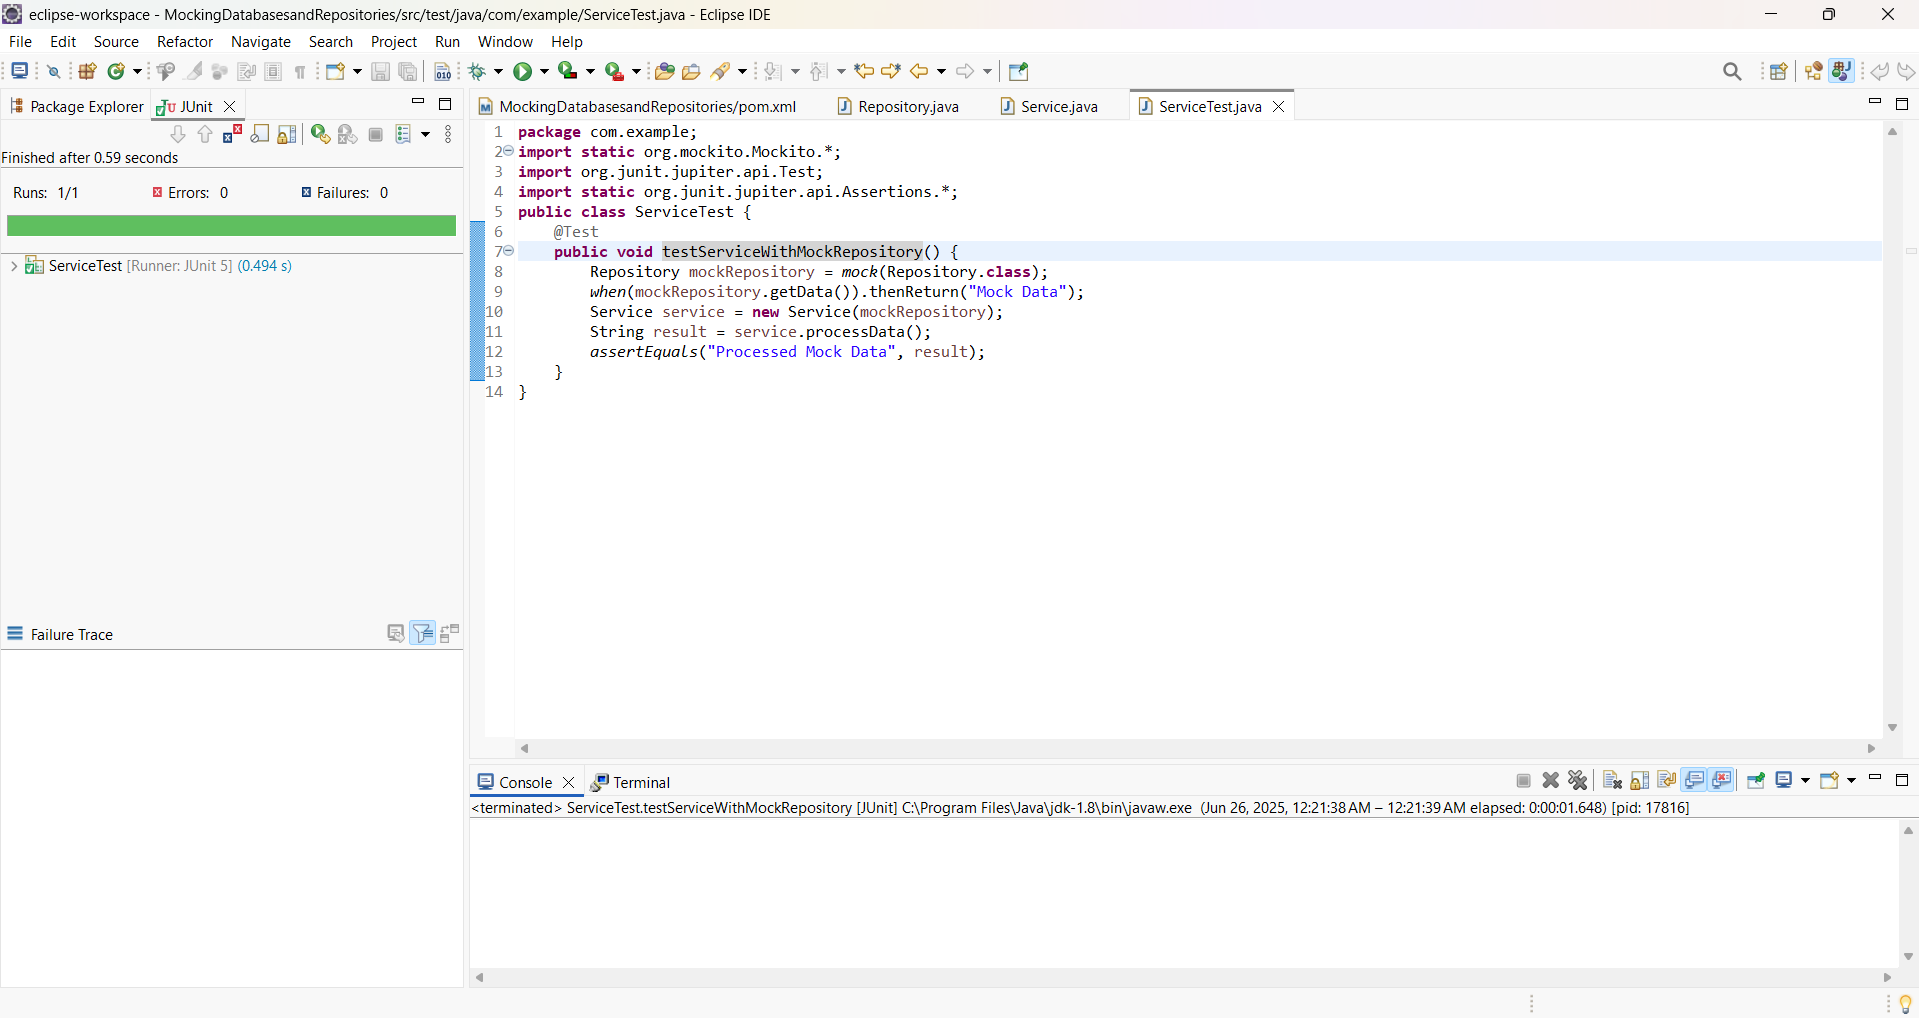 eclipse-workspace - MockingDatabasesandRepositories/src/test/java/com/example/ServiceTest.java - Eclipse IDE
File Edit Source Refactor Navigate Search Project Run Window Help
Package Explorer JUnit
Finished after 0.59 seconds
Runs: 1/1 Errors: 0 Failures: 0
ServiceTest [Runner: JUnit 5] (0.494 s)
Failure Trace
MockingDatabasesandRepositories/pom.xml Repository.java Service.java ServiceTest.java
1 package com.example;
2 import static org.mockito.Mockito.*;
3 import org.junit.jupiter.api.Test;
4 import static org.junit.jupiter.api.Assertions.*;
5 public class ServiceTest {
6 @Test
7 public void testServiceWithMockRepository() {
8 Repository mockRepository = mock(Repository.class);
9 when(mockRepository.getData()).thenReturn("Mock Data");
10 Service service = new Service(mockRepository);
11 String result = service.processData();
12 assertEquals("Processed Mock Data", result);
13 }
14 }
Console Terminal
<terminated> ServiceTest.testServiceWithMockRepository [JUnit] C:\Program Files\Java\jdk-1.8\bin\javaw.exe (Jun 26, 2025, 12:21:38 AM – 12:21:39 AM elapsed: 0:00:01.648) [pid: 17816]